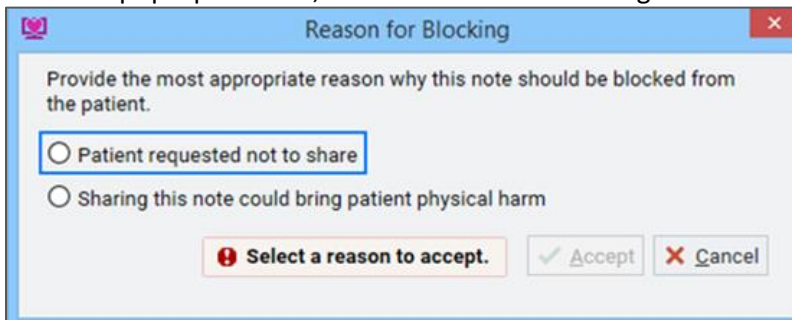 Reason for Blocking
Provide the most appropriate reason why this note should be blocked from
the patient.
Patient requested not to share
Sharing this note could bring patient physical harm
Select a reason to accept. Accept Cancel